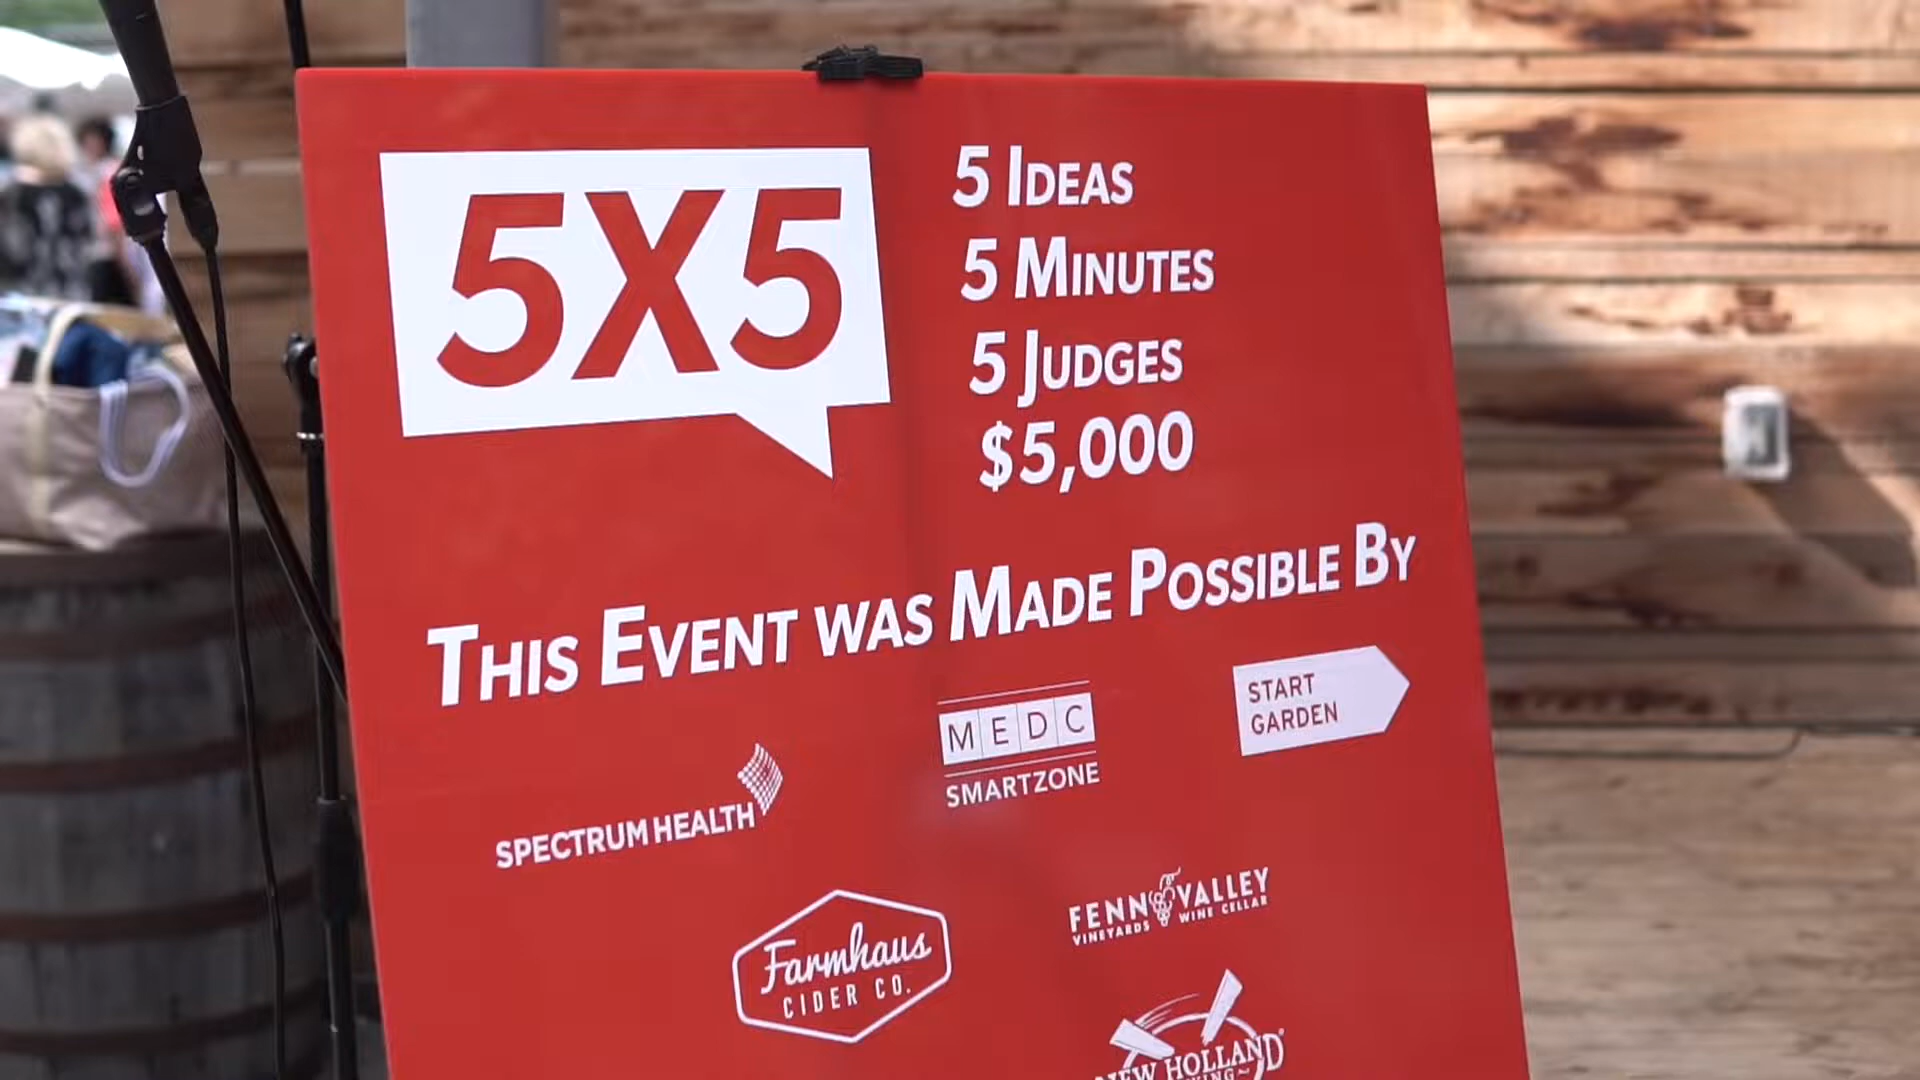 5X5
5 IDEAS
5 MINUTES
5 JUDGES
$5,000
THIS EVENT WAS MADE POSSIBLE BY
SPECTRUM HEALTH
MEDC
SMARTZONE
START
GARDEN
Farmhaus
CIDER CO.
FENN VALLEY
VINEYARDS WINE CELLAR
NEW HOLLAND